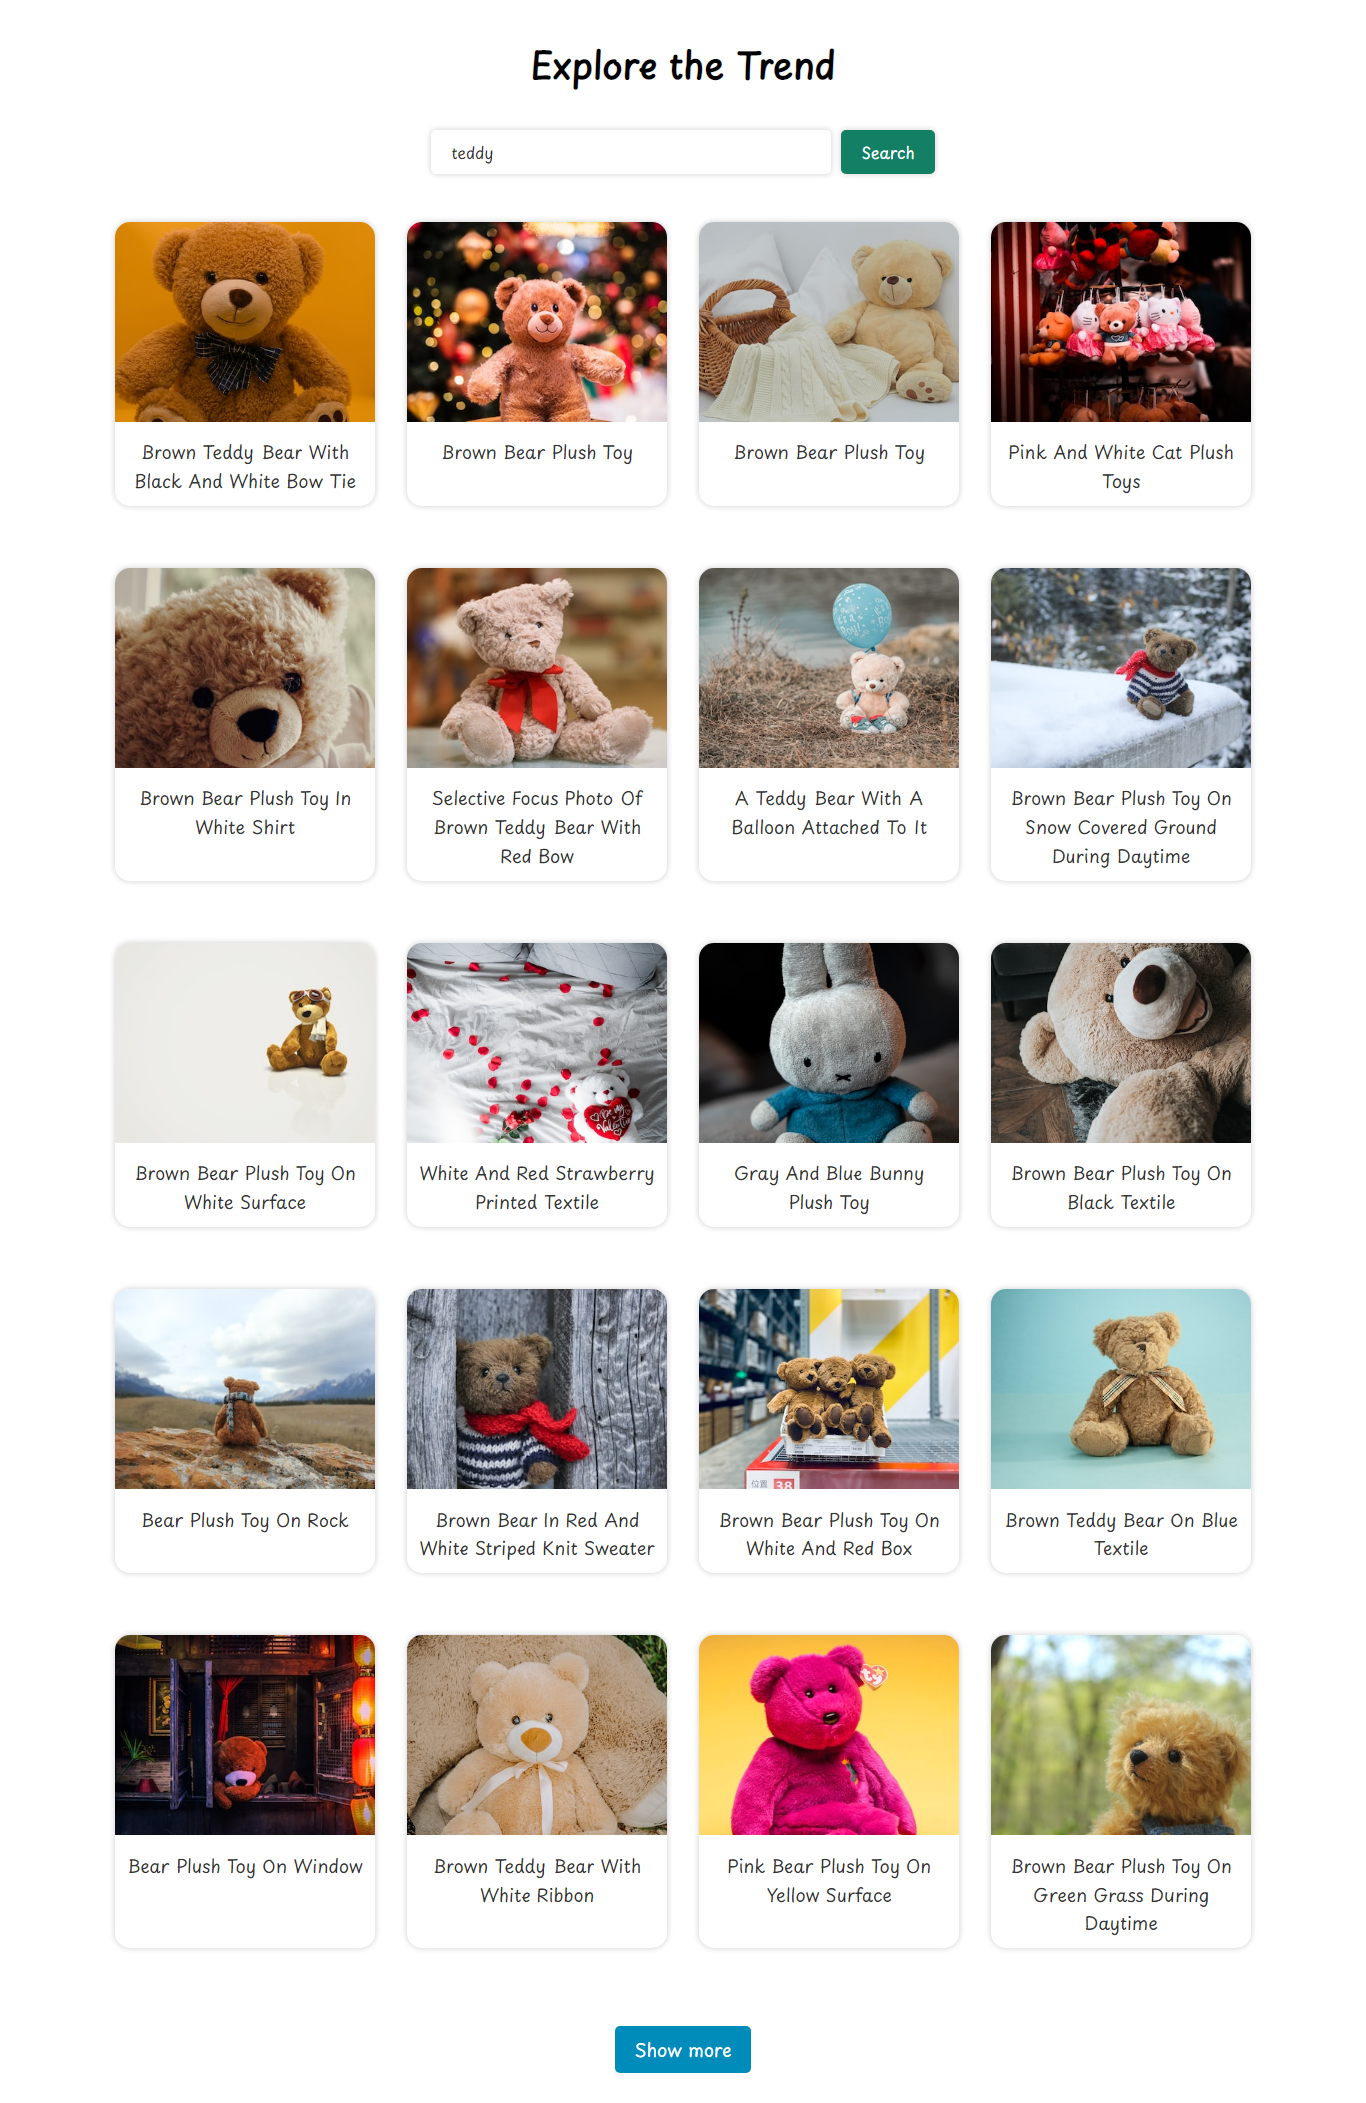 Explore the Trend
teddy
Search
Brown Teddy Bear With
Black And White Bow Tie
Brown Bear Plush Toy
Brown Bear Plush Toy
Pink And White Cat Plush
Toys
Brown Bear Plush Toy In
White Shirt
Selective Focus Photo Of
Brown Teddy Bear With
Red Bow
A Teddy Bear With A
Balloon Attached To It
Brown Bear Plush Toy On
Snow Covered Ground
During Daytime
Brown Bear Plush Toy On
White Surface
White And Red Strawberry
Printed Textile
Gray And Blue Bunny
Plush Toy
Brown Bear Plush Toy On
Black Textile
位置 38
Bear Plush Toy On Rock
Brown Bear In Red And
White Striped Knit Sweater
Brown Bear Plush Toy On
White And Red Box
Brown Teddy Bear On Blue
Textile
Bear Plush Toy On Window
Brown Teddy Bear With
White Ribbon
Pink Bear Plush Toy On
Yellow Surface
Brown Bear Plush Toy On
Green Grass During
Daytime
Show more